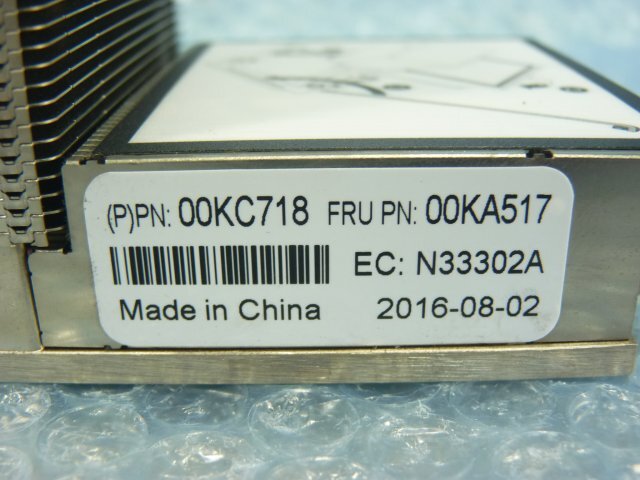 (P)PN: 00KC718 FRU PN: 00KA517
EC: N33302A
Made in China 2016-08-02